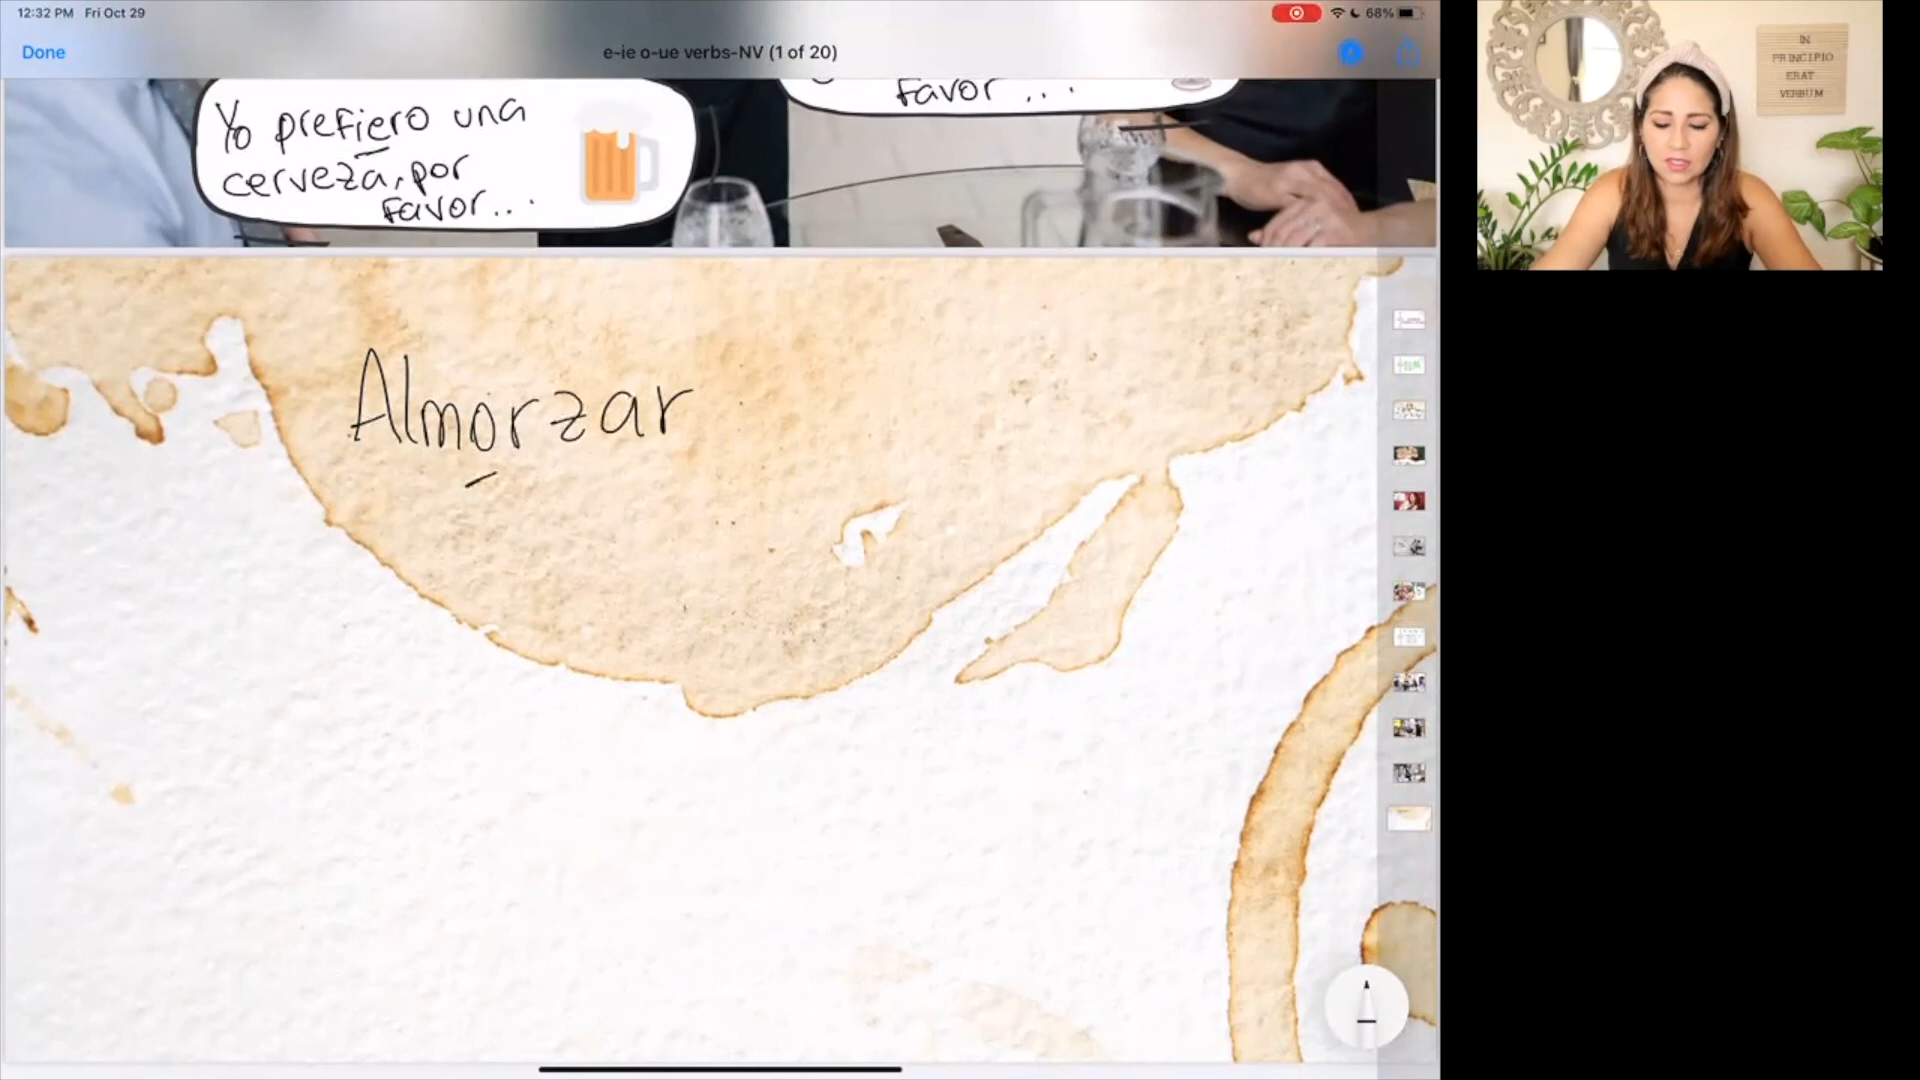 12:32 PM Fri Oct 29
68%
Done
e-ie o-ue verbs-NV (1 of 20)
Yo prefiero una
cerveza, por
favor...
favor...
Almorzar
IN
PRINCIPIO
ERAT
VERBUM